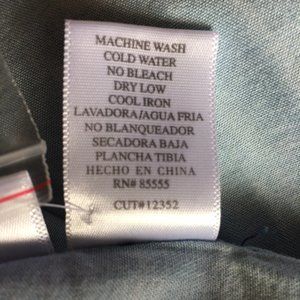 MACHINE WASH
COLD WATER
NO BLEACH
DRY LOW
COOL IRON
LAVADORA/AGUA FRIA
NO BLANQUEADOR
SECADORA BAJA
PLANCHA TIBIA
HECHO EN CHINA
RN# 85555
CUT#12352